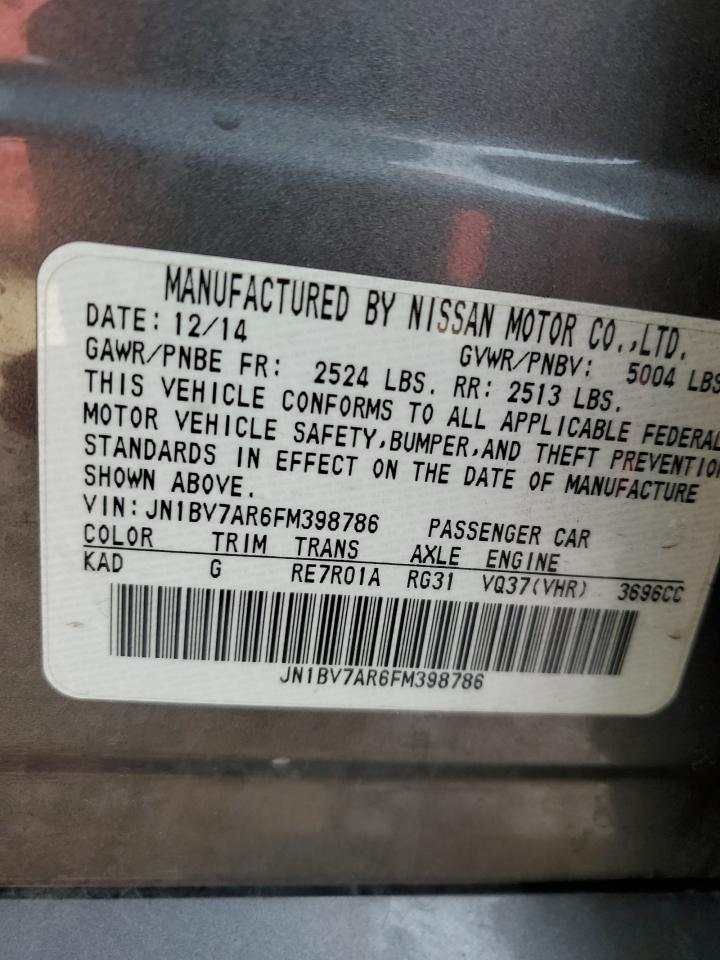 MANUFACTURED BY NISSAN MOTOR CO.,LTD.
DATE: 12/14 GVWR/PNBV: 5004 LBS
GAWR/PNBE FR: 2524 LBS. RR: 2513 LBS.
THIS VEHICLE CONFORMS TO ALL APPLICABLE FEDERAL
MOTOR VEHICLE SAFETY,BUMPER,AND THEFT PREVENTION
STANDARDS IN EFFECT ON THE DATE OF MANUFACTURE
SHOWN ABOVE.
VIN: JN1BV7AR6FM398786 PASSENGER CAR
COLOR TRIM TRANS AXLE ENGINE
KAD G RE7R01A RG31 VQ37(VHR) 3696CC
JN1BV7AR6FM398786